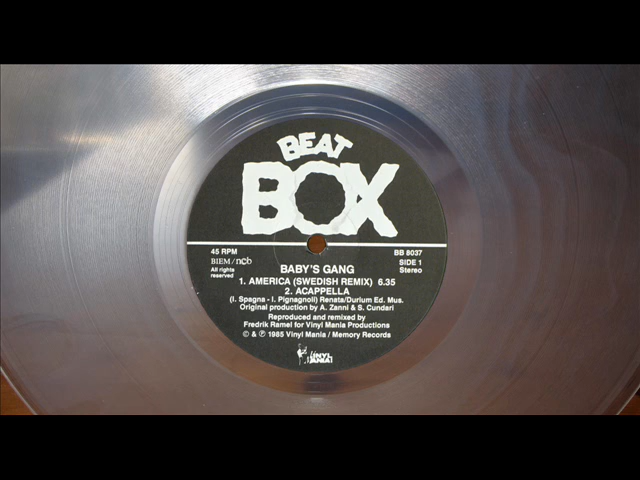 BEAT
BOX
45 RPM
BIEM/ncb
All rights
reserved
BB 8037
SIDE 1
Stereo
BABY'S GANG
1. AMERICA (SWEDISH REMIX) 6.35
2. ACAPPELLA
(I. Spagna - I. Pignagnoli) Renata/Durium Ed. Mus.
Original production by A. Zanni & S. Cundari
Reproduced and remixed by
Fredrik Ramel for Vinyl Mania Productions
© & ℗ 1985 Vinyl Mania / Memory Records
VINYL
MANIA